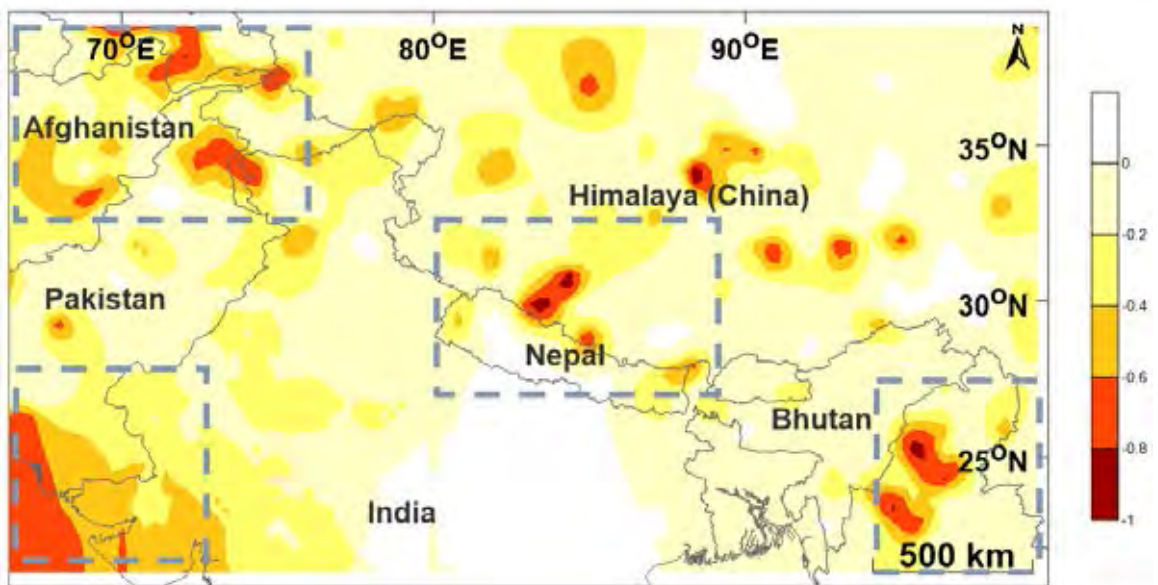 N
70°E 80°E 90°E
Afghanistan
35°N
Himalaya (China)
Pakistan
30°N
Nepal
Bhutan
25°N
India
500 km
0
-0.2
-0.4
-0.6
-0.8
-1